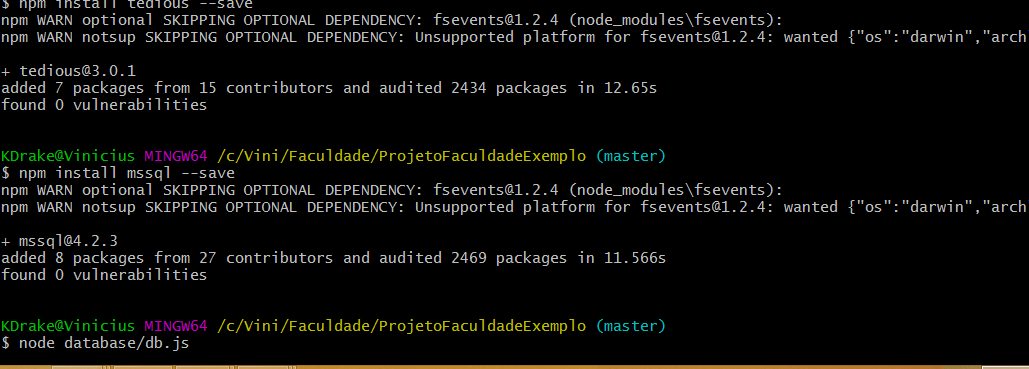 $ npm install tedious --save
npm WARN optional SKIPPING OPTIONAL DEPENDENCY: fsevents@1.2.4 (node_modules\fsevents):
npm WARN notsup SKIPPING OPTIONAL DEPENDENCY: Unsupported platform for fsevents@1.2.4: wanted {"os":"darwin","arch
+ tedious@3.0.1
added 7 packages from 15 contributors and audited 2434 packages in 12.65s
found 0 vulnerabilities
KDrake@Vinicius MINGW64 /c/Vini/Faculdade/ProjetoFaculdadeExemplo (master)
$ npm install mssql --save
npm WARN optional SKIPPING OPTIONAL DEPENDENCY: fsevents@1.2.4 (node_modules\fsevents):
npm WARN notsup SKIPPING OPTIONAL DEPENDENCY: Unsupported platform for fsevents@1.2.4: wanted {"os":"darwin","arch
+ mssql@4.2.3
added 8 packages from 27 contributors and audited 2469 packages in 11.566s
found 0 vulnerabilities
KDrake@Vinicius MINGW64 /c/Vini/Faculdade/ProjetoFaculdadeExemplo (master)
$ node database/db.js